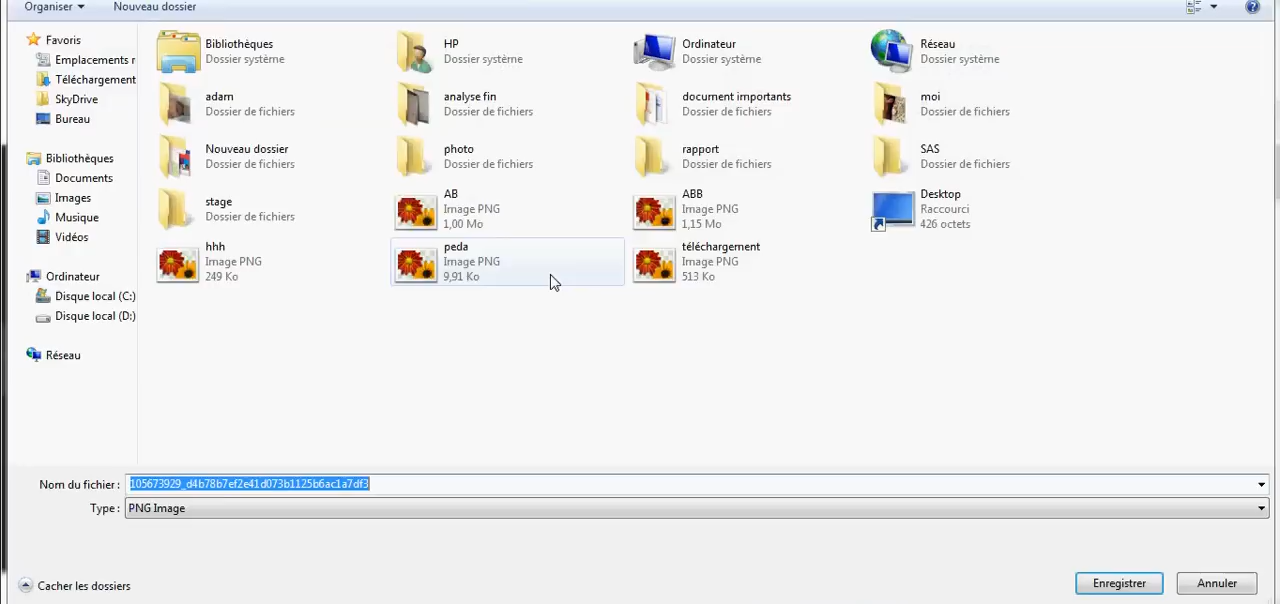 Organiser Nouveau dossier
Favoris
Emplacements r
Téléchargement
SkyDrive
Bureau
Bibliothèques
Documents
Images
Musique
Vidéos
Ordinateur
Disque local (C:)
Disque local (D:)
Réseau
Bibliothèques
Dossier système
HP
Dossier système
Ordinateur
Dossier système
Réseau
Dossier système
adam
Dossier de fichiers
analyse fin
Dossier de fichiers
document importants
Dossier de fichiers
moi
Dossier de fichiers
Nouveau dossier
Dossier de fichiers
photo
Dossier de fichiers
rapport
Dossier de fichiers
SAS
Dossier de fichiers
stage
Dossier de fichiers
AB
Image PNG
1,00 Mo
ABB
Image PNG
1,15 Mo
Desktop
Raccourci
426 octets
hhh
Image PNG
249 Ko
peda
Image PNG
9,91 Ko
téléchargement
Image PNG
513 Ko
Nom du fichier : 105673929_d4b78b7ef2e41d073b1125b6ac1a7df3
Type : PNG Image
Cacher les dossiers
Enregistrer Annuler